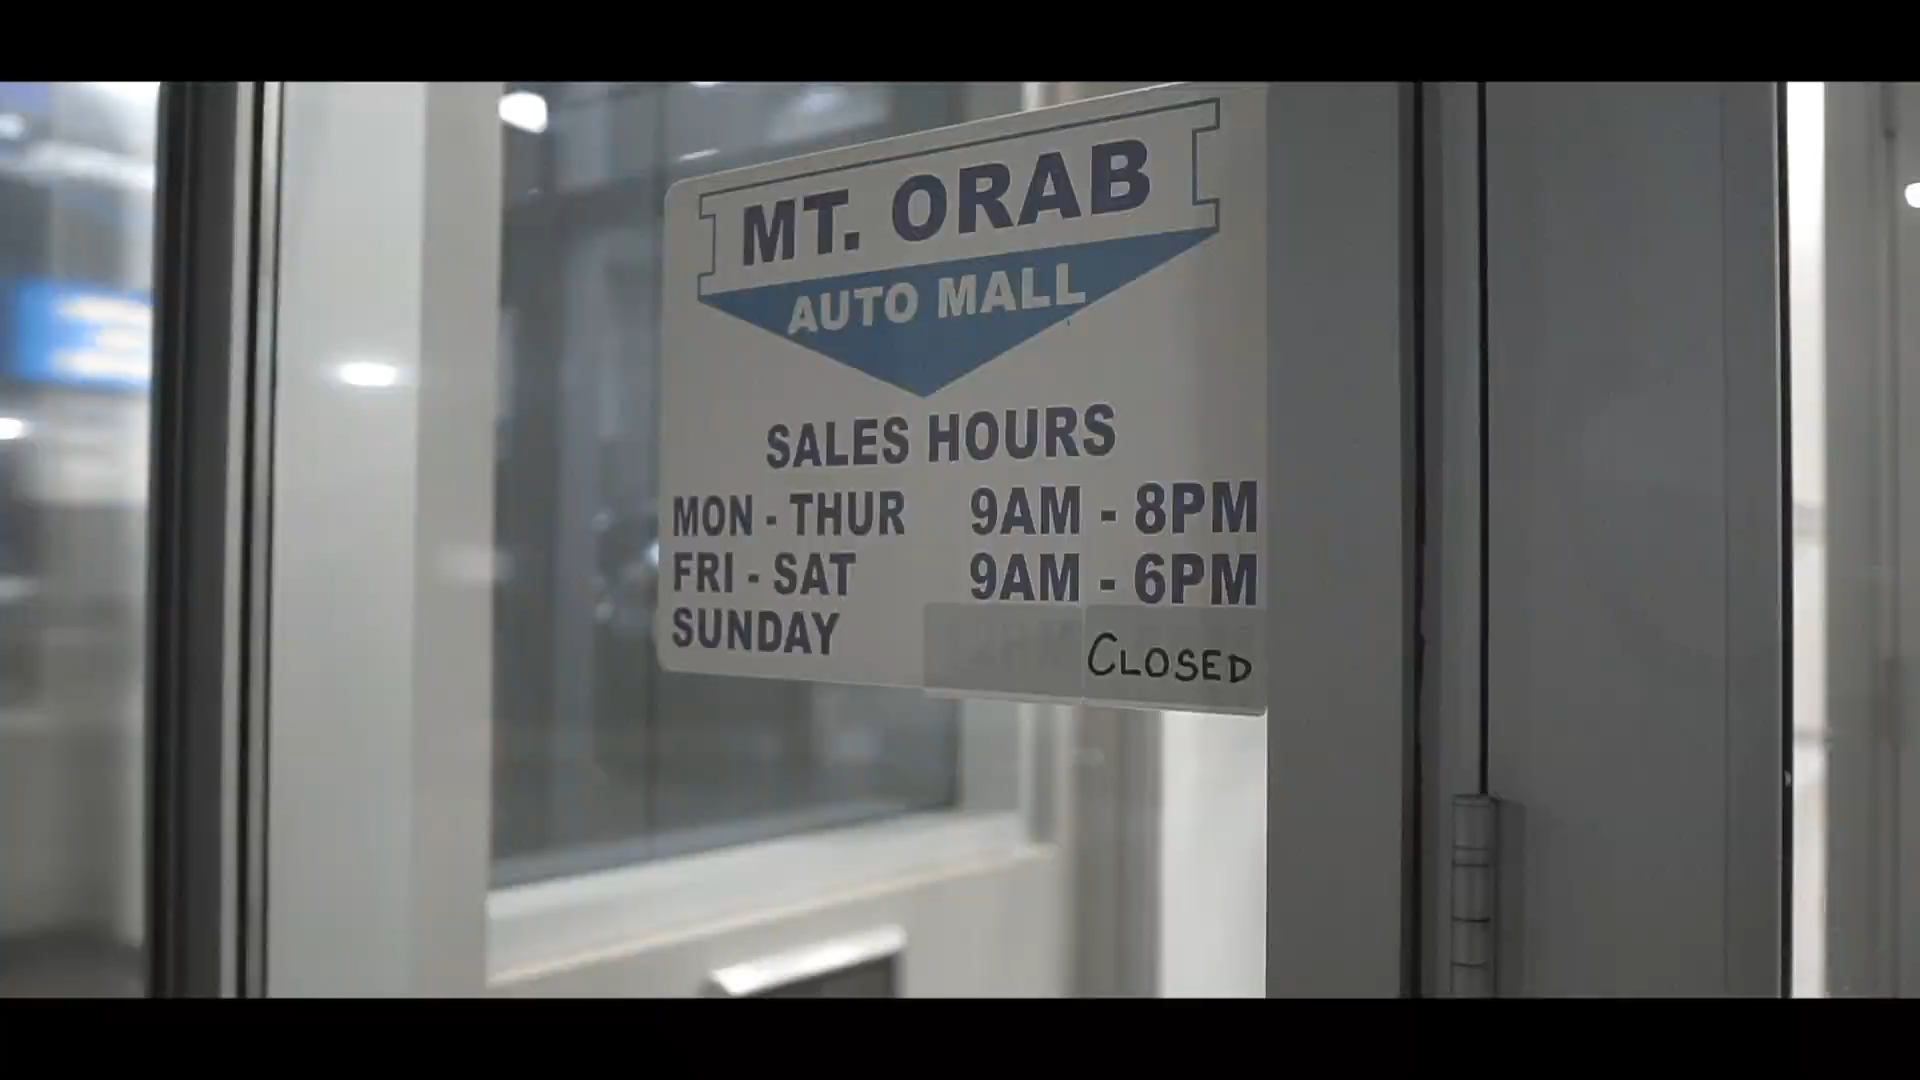 MT. ORAB
AUTO MALL
SALES HOURS
MON - THUR 9AM - 8PM
FRI - SAT 9AM - 6PM
SUNDAY CLOSED